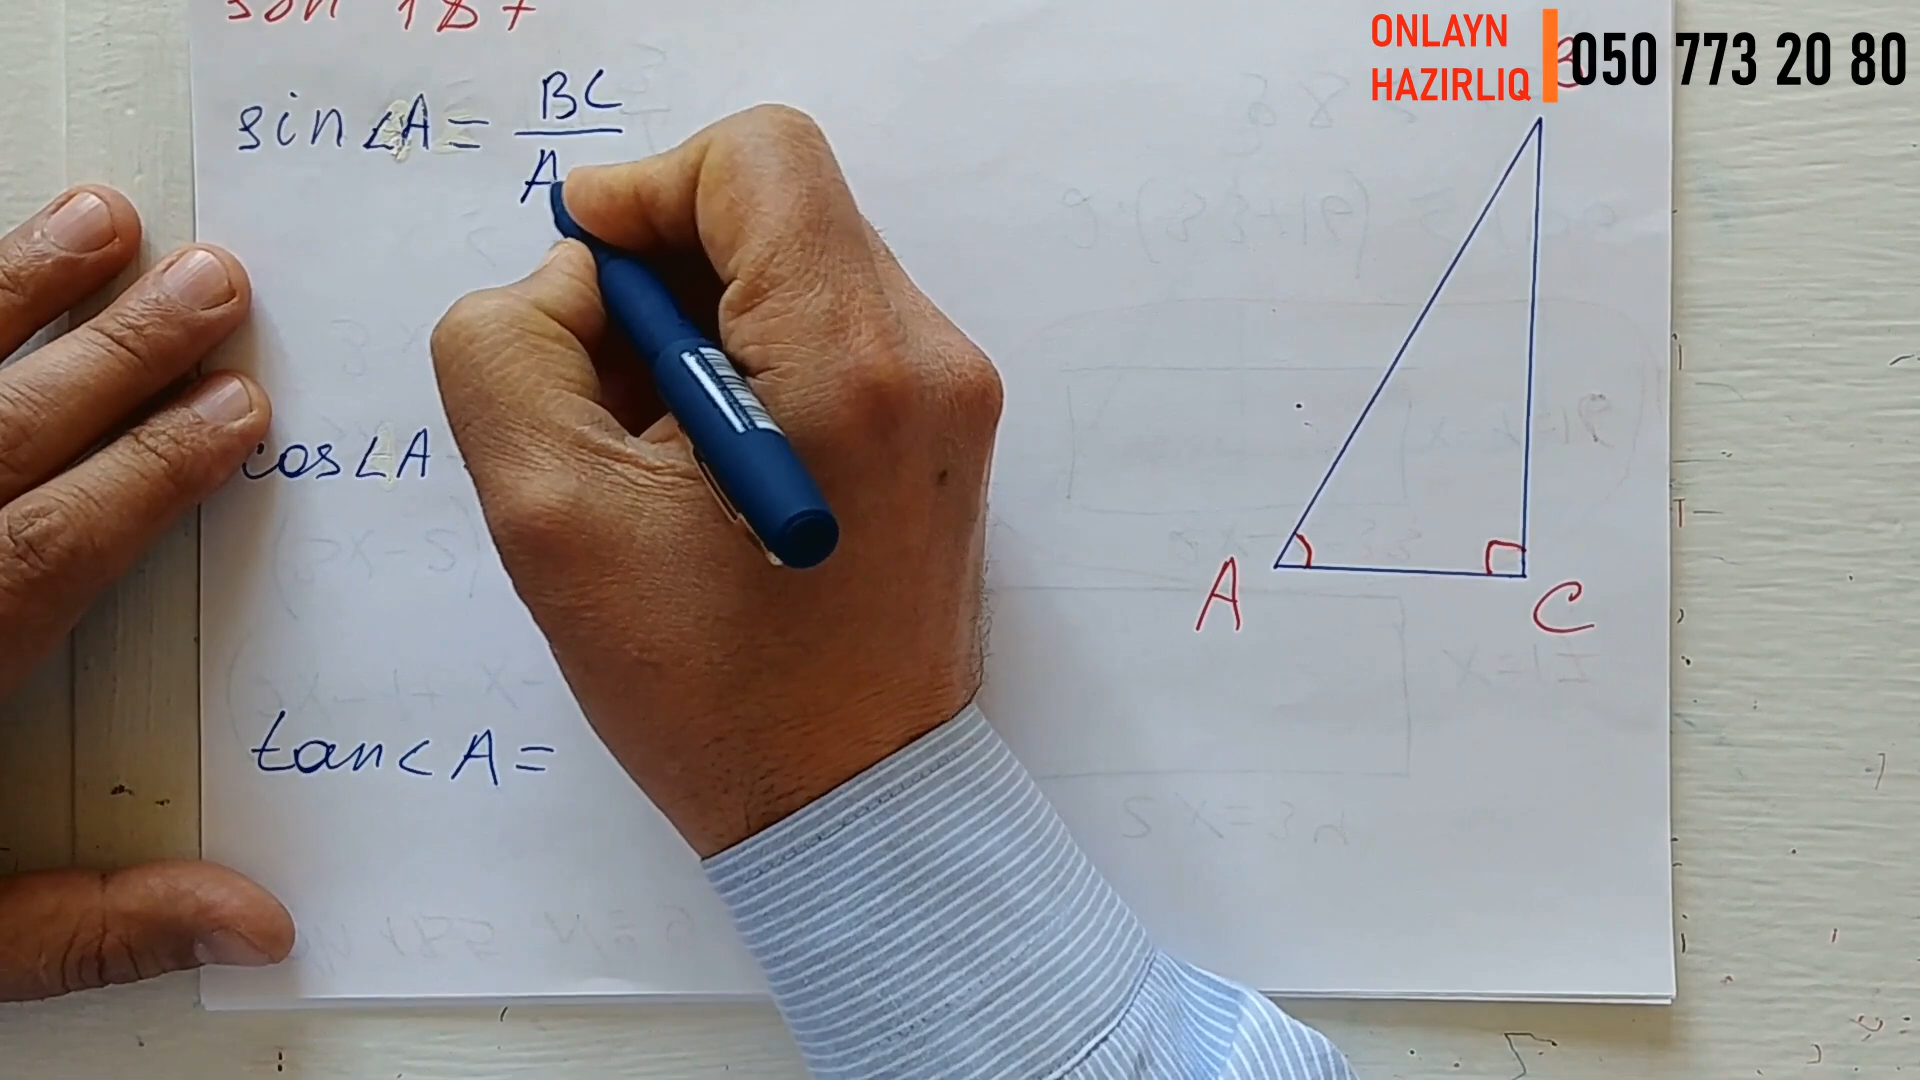 ONLAYN
HAZIRLIQ
050 773 20 80
sin ∠A = BC
A
cos ∠A
tan ∠A =
B
A
C